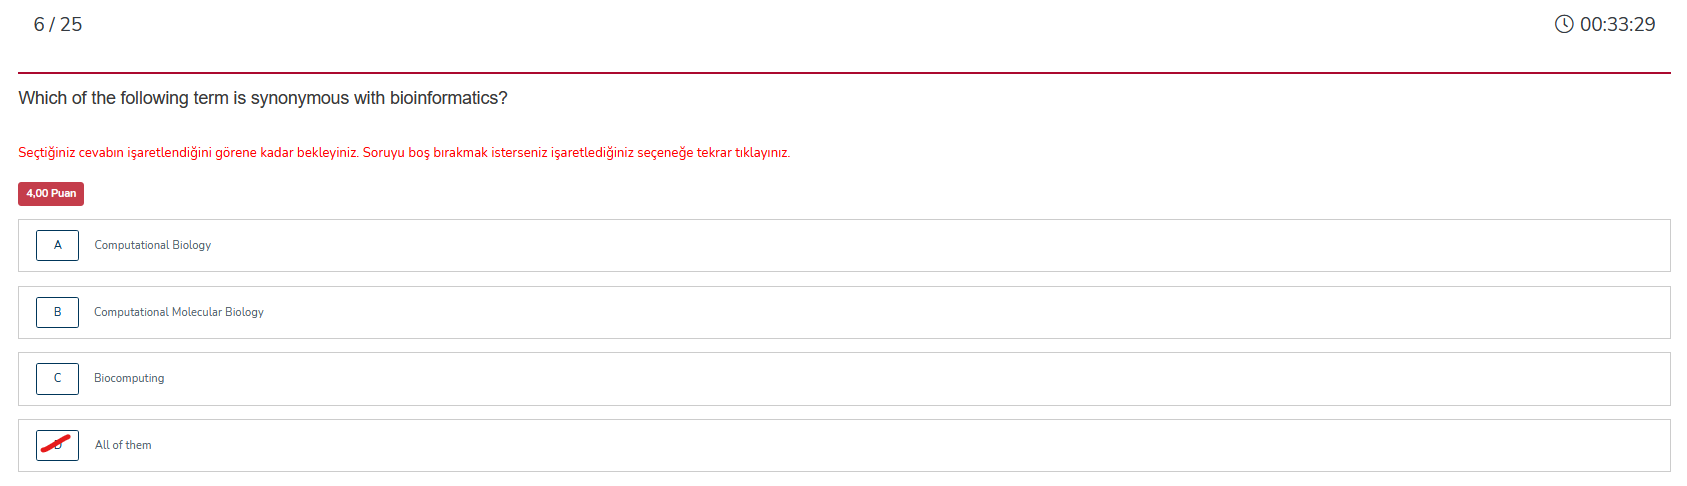 6 / 25
00:33:29
Which of the following term is synonymous with bioinformatics?
Seçtiğiniz cevabın işaretlendiğini görene kadar bekleyiniz. Soruyu boş bırakmak isterseniz işaretlediğiniz seçeneğe tekrar tıklayınız.
4,00 Puan
A Computational Biology
B Computational Molecular Biology
C Biocomputing
D All of them